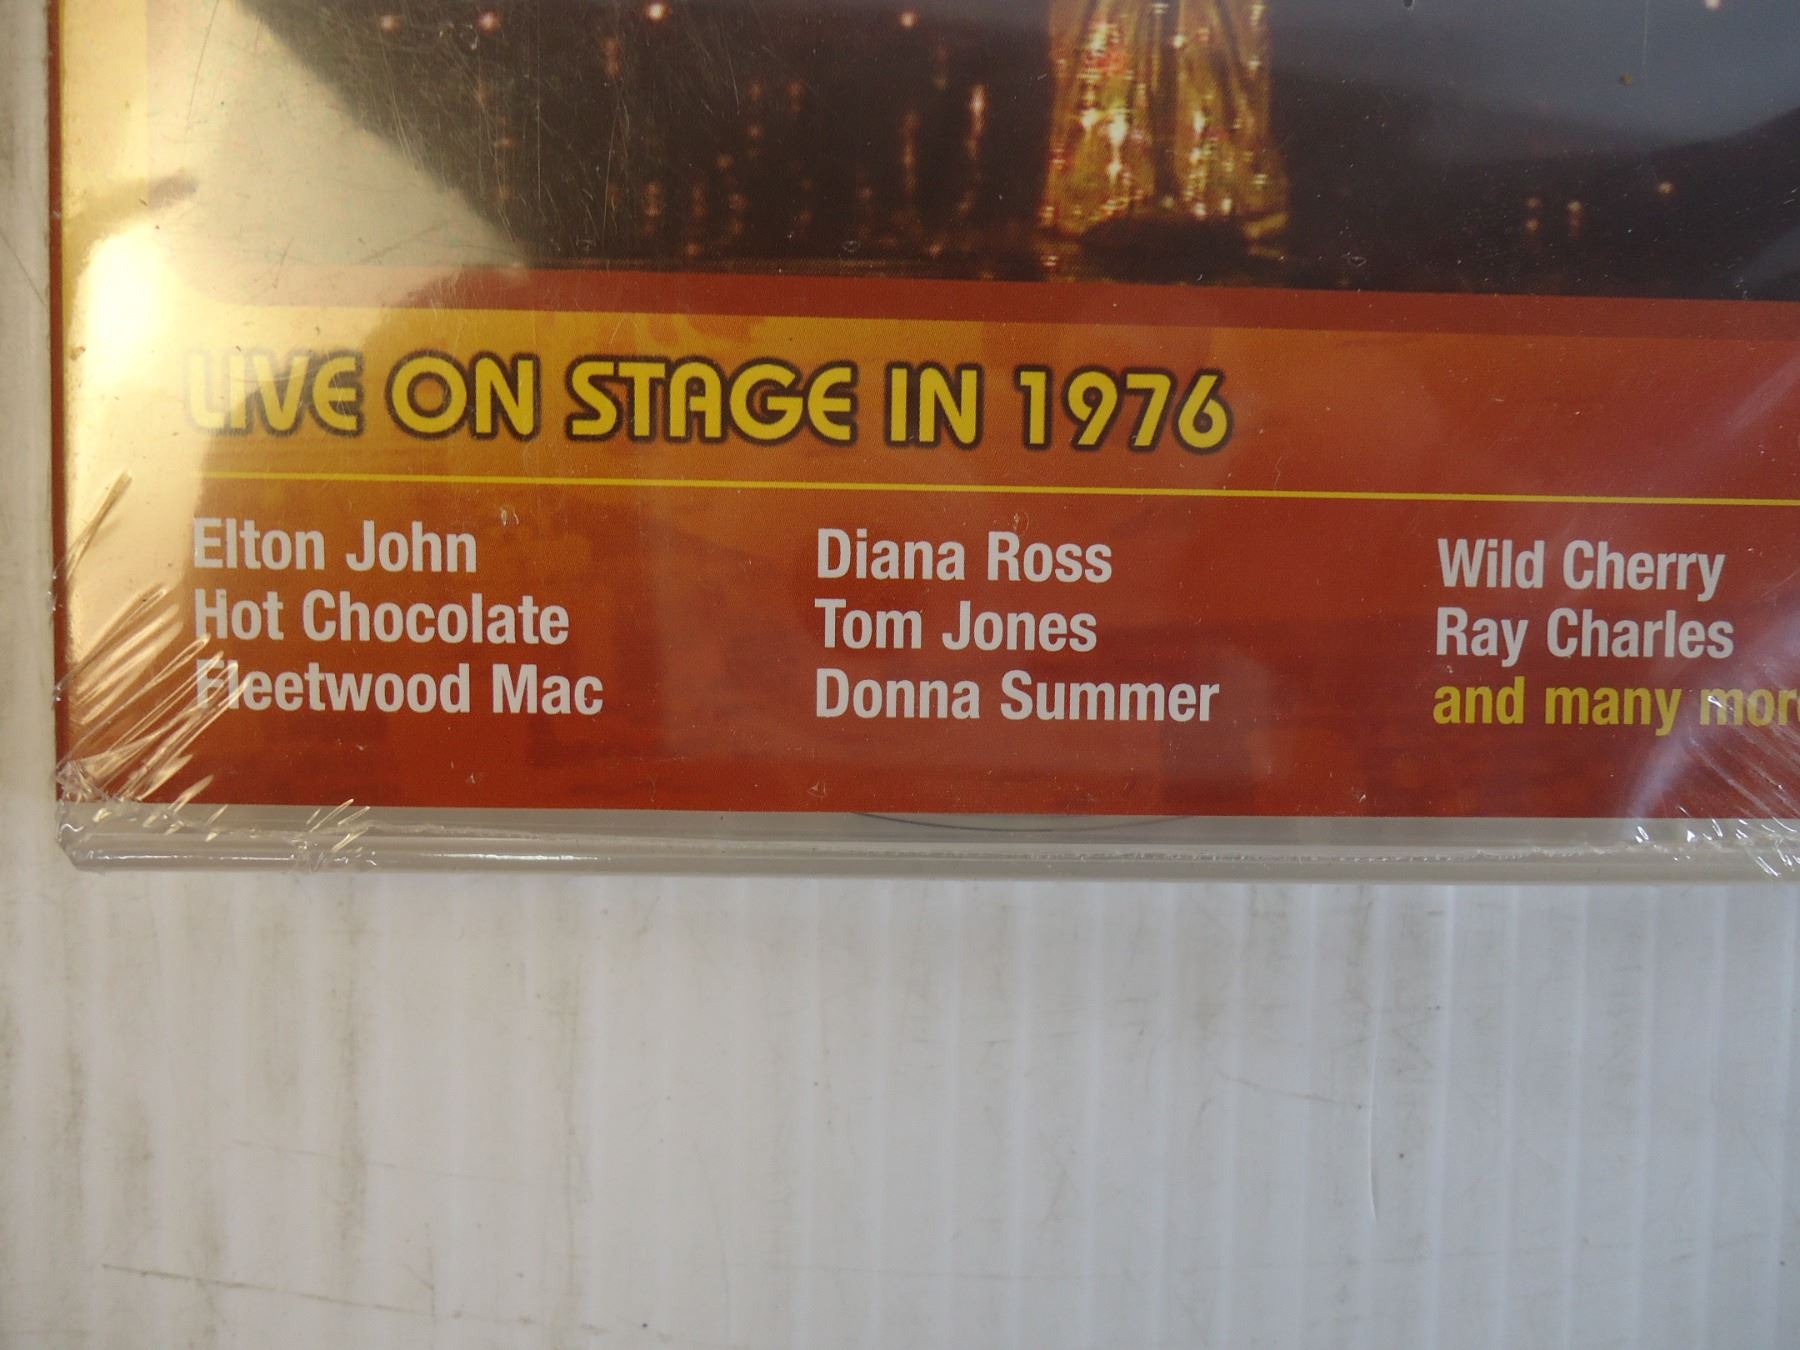 LIVE ON STAGE IN 1976
Elton John
Hot Chocolate
Fleetwood Mac
Diana Ross
Tom Jones
Donna Summer
Wild Cherry
Ray Charles
and many more